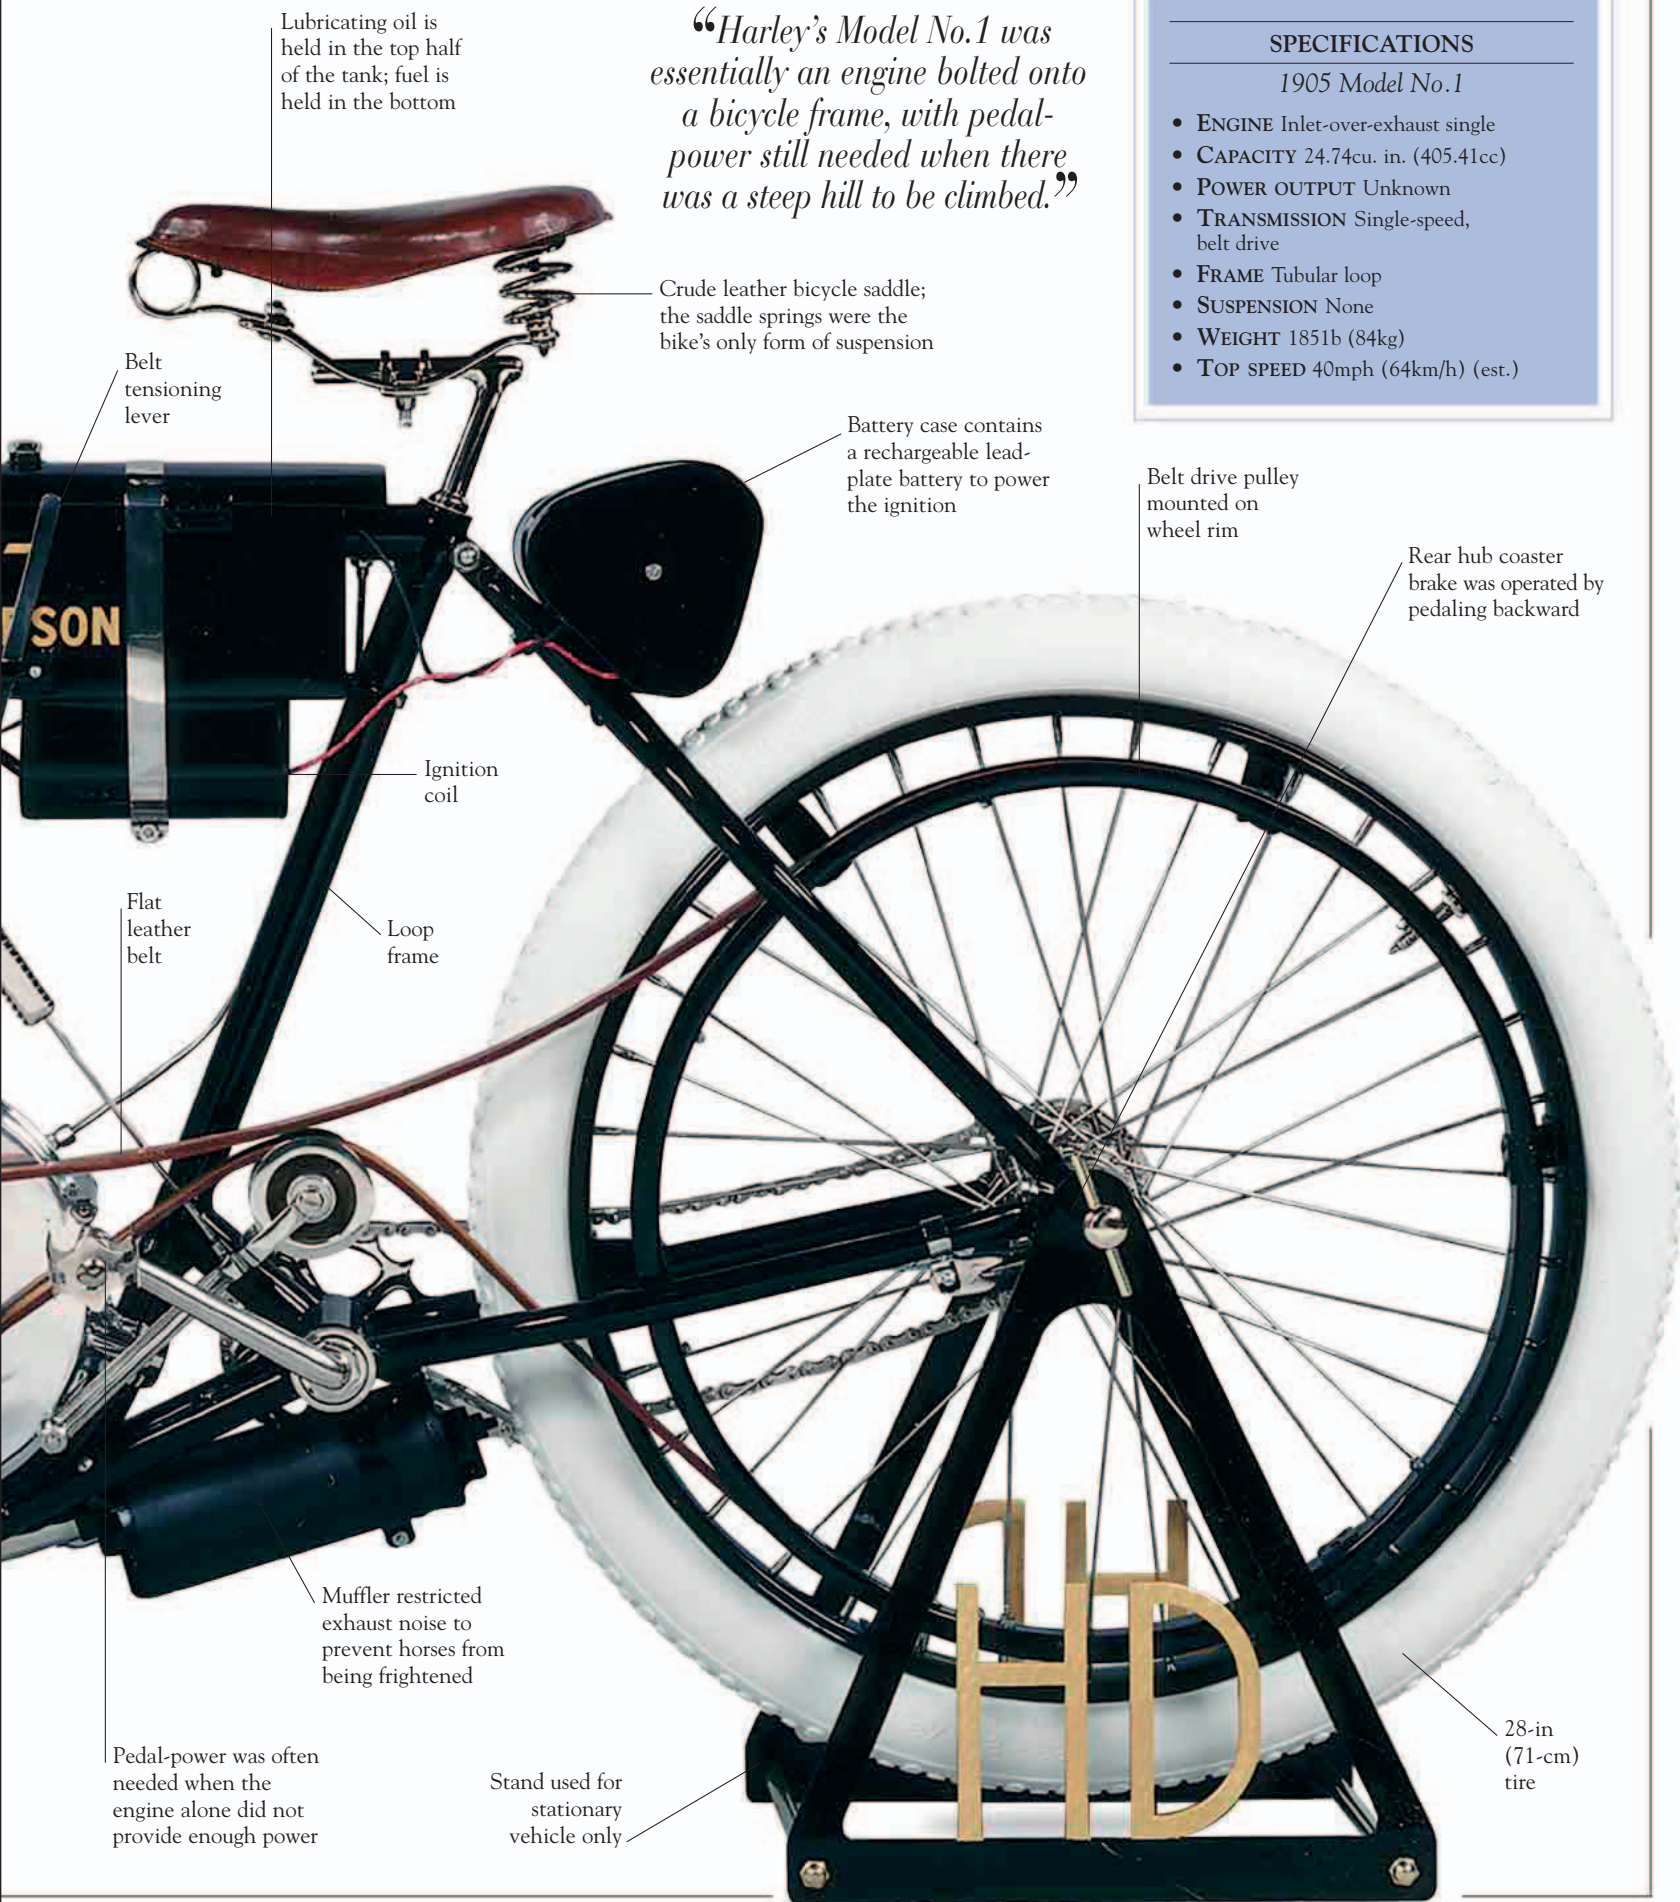 Lubricating oil is
held in the top half
of the tank; fuel is
held in the bottom
“Harley’s Model No.1 was
essentially an engine bolted onto
a bicycle frame, with pedal-
power still needed when there
was a steep hill to be climbed.”
SPECIFICATIONS
1905 Model No.1
• ENGINE Inlet-over-exhaust single
• CAPACITY 24.74cu. in. (405.41cc)
• POWER OUTPUT Unknown
• TRANSMISSION Single-speed,
belt drive
• FRAME Tubular loop
• SUSPENSION None
• WEIGHT 1851b (84kg)
• TOP SPEED 40mph (64km/h) (est.)
Crude leather bicycle saddle;
the saddle springs were the
bike’s only form of suspension
Belt
tensioning
lever
Battery case contains
a rechargeable lead-
plate battery to power
the ignition
Belt drive pulley
mounted on
wheel rim
Rear hub coaster
brake was operated by
pedaling backward
SON
Ignition
coil
Flat
leather
belt
Loop
frame
Muffler restricted
exhaust noise to
prevent horses from
being frightened
HD
28-in
(71-cm)
tire
Pedal-power was often
needed when the
engine alone did not
provide enough power
Stand used for
stationary
vehicle only